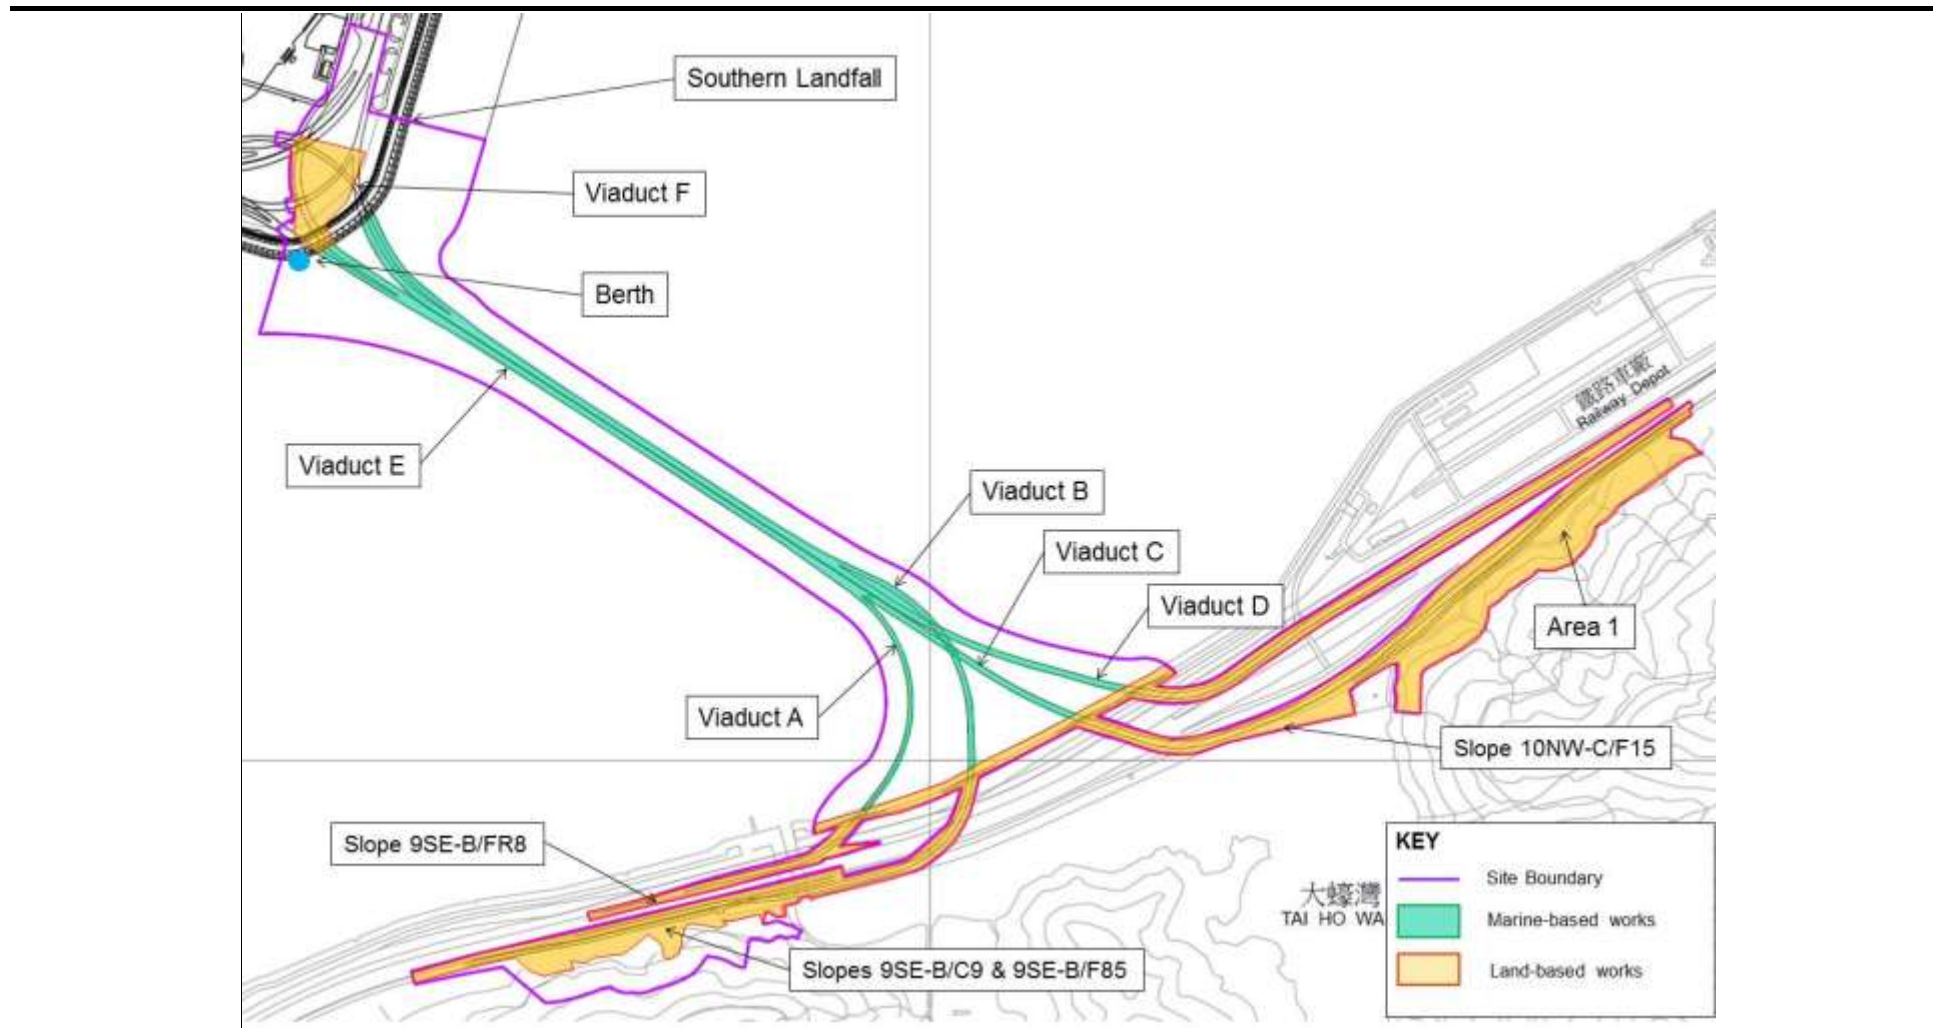 Southern Landfall
Viaduct F
Berth
Viaduct E
Viaduct B
Viaduct C
Viaduct D
Viaduct A
鐵路車廠
Railway Depot
Area 1
Slope 10NW-C/F15
Slope 9SE-B/FR8
Slopes 9SE-B/C9 & 9SE-B/F85
大蠔灣
TAI HO WA
KEY
Site Boundary
Marine-based works
Land-based works